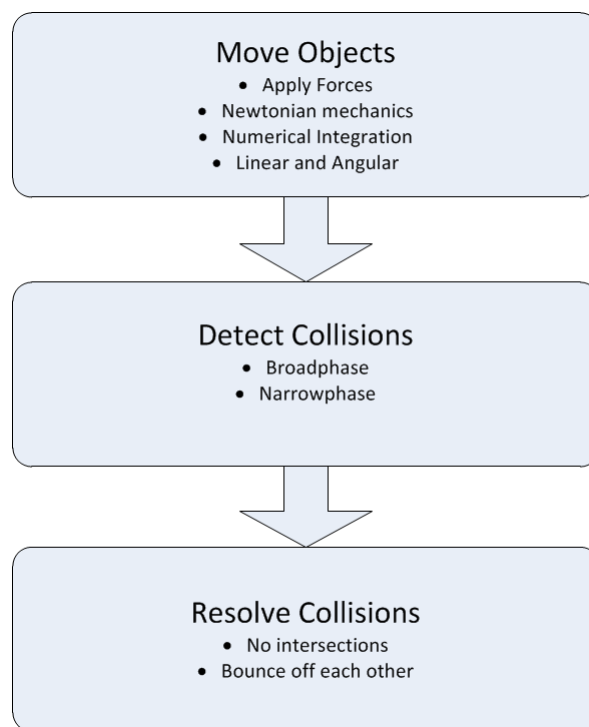 Move Objects
• Apply Forces
• Newtonian mechanics
• Numerical Integration
• Linear and Angular
Detect Collisions
• Broadphase
• Narrowphase
Resolve Collisions
• No intersections
• Bounce off each other